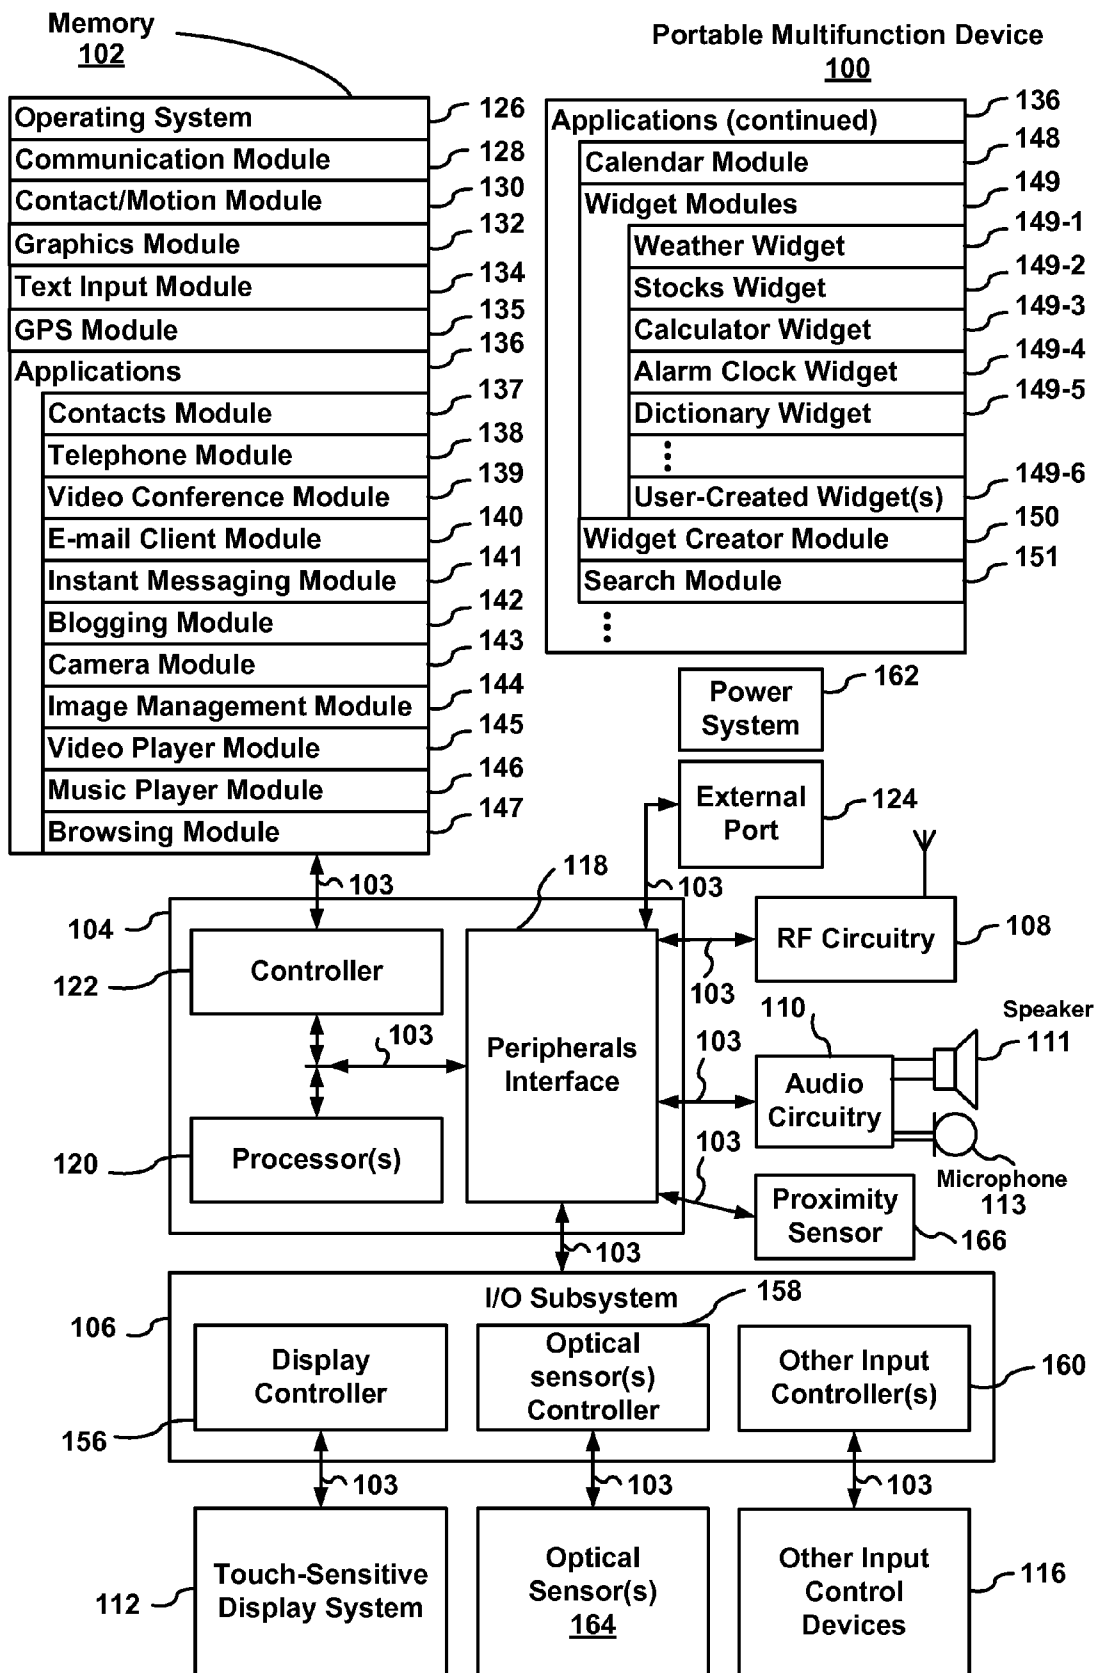 Memory
102
Portable Multifunction Device
100
Operating System
126
Communication Module
128
Contact/Motion Module
130
Graphics Module
132
Text Input Module
134
GPS Module
135
Applications
136
Contacts Module
137
Telephone Module
138
Video Conference Module
139
E-mail Client Module
140
Instant Messaging Module
141
Blogging Module
142
Camera Module
143
Image Management Module
144
Video Player Module
145
Music Player Module
146
Browsing Module
147
Applications (continued)
136
Calendar Module
148
Widget Modules
149
Weather Widget
149-1
Stocks Widget
149-2
Calculator Widget
149-3
Alarm Clock Widget
149-4
Dictionary Widget
149-5
User-Created Widget(s)
149-6
Widget Creator Module
150
Search Module
151
Power
System
162
External
Port
124
103
103
118
104
Controller
122
103
Peripherals
Interface
Processor(s)
120
103
RF Circuitry
108
110
Speaker
111
103
Audio
Circuitry
103
Microphone
113
Proximity
Sensor
166
103
I/O Subsystem
158
106
Display
Controller
156
Optical
sensor(s)
Controller
Other Input
Controller(s)
160
103
103
103
Touch-Sensitive
Display System
112
Optical
Sensor(s)
164
Other Input
Control
Devices
116